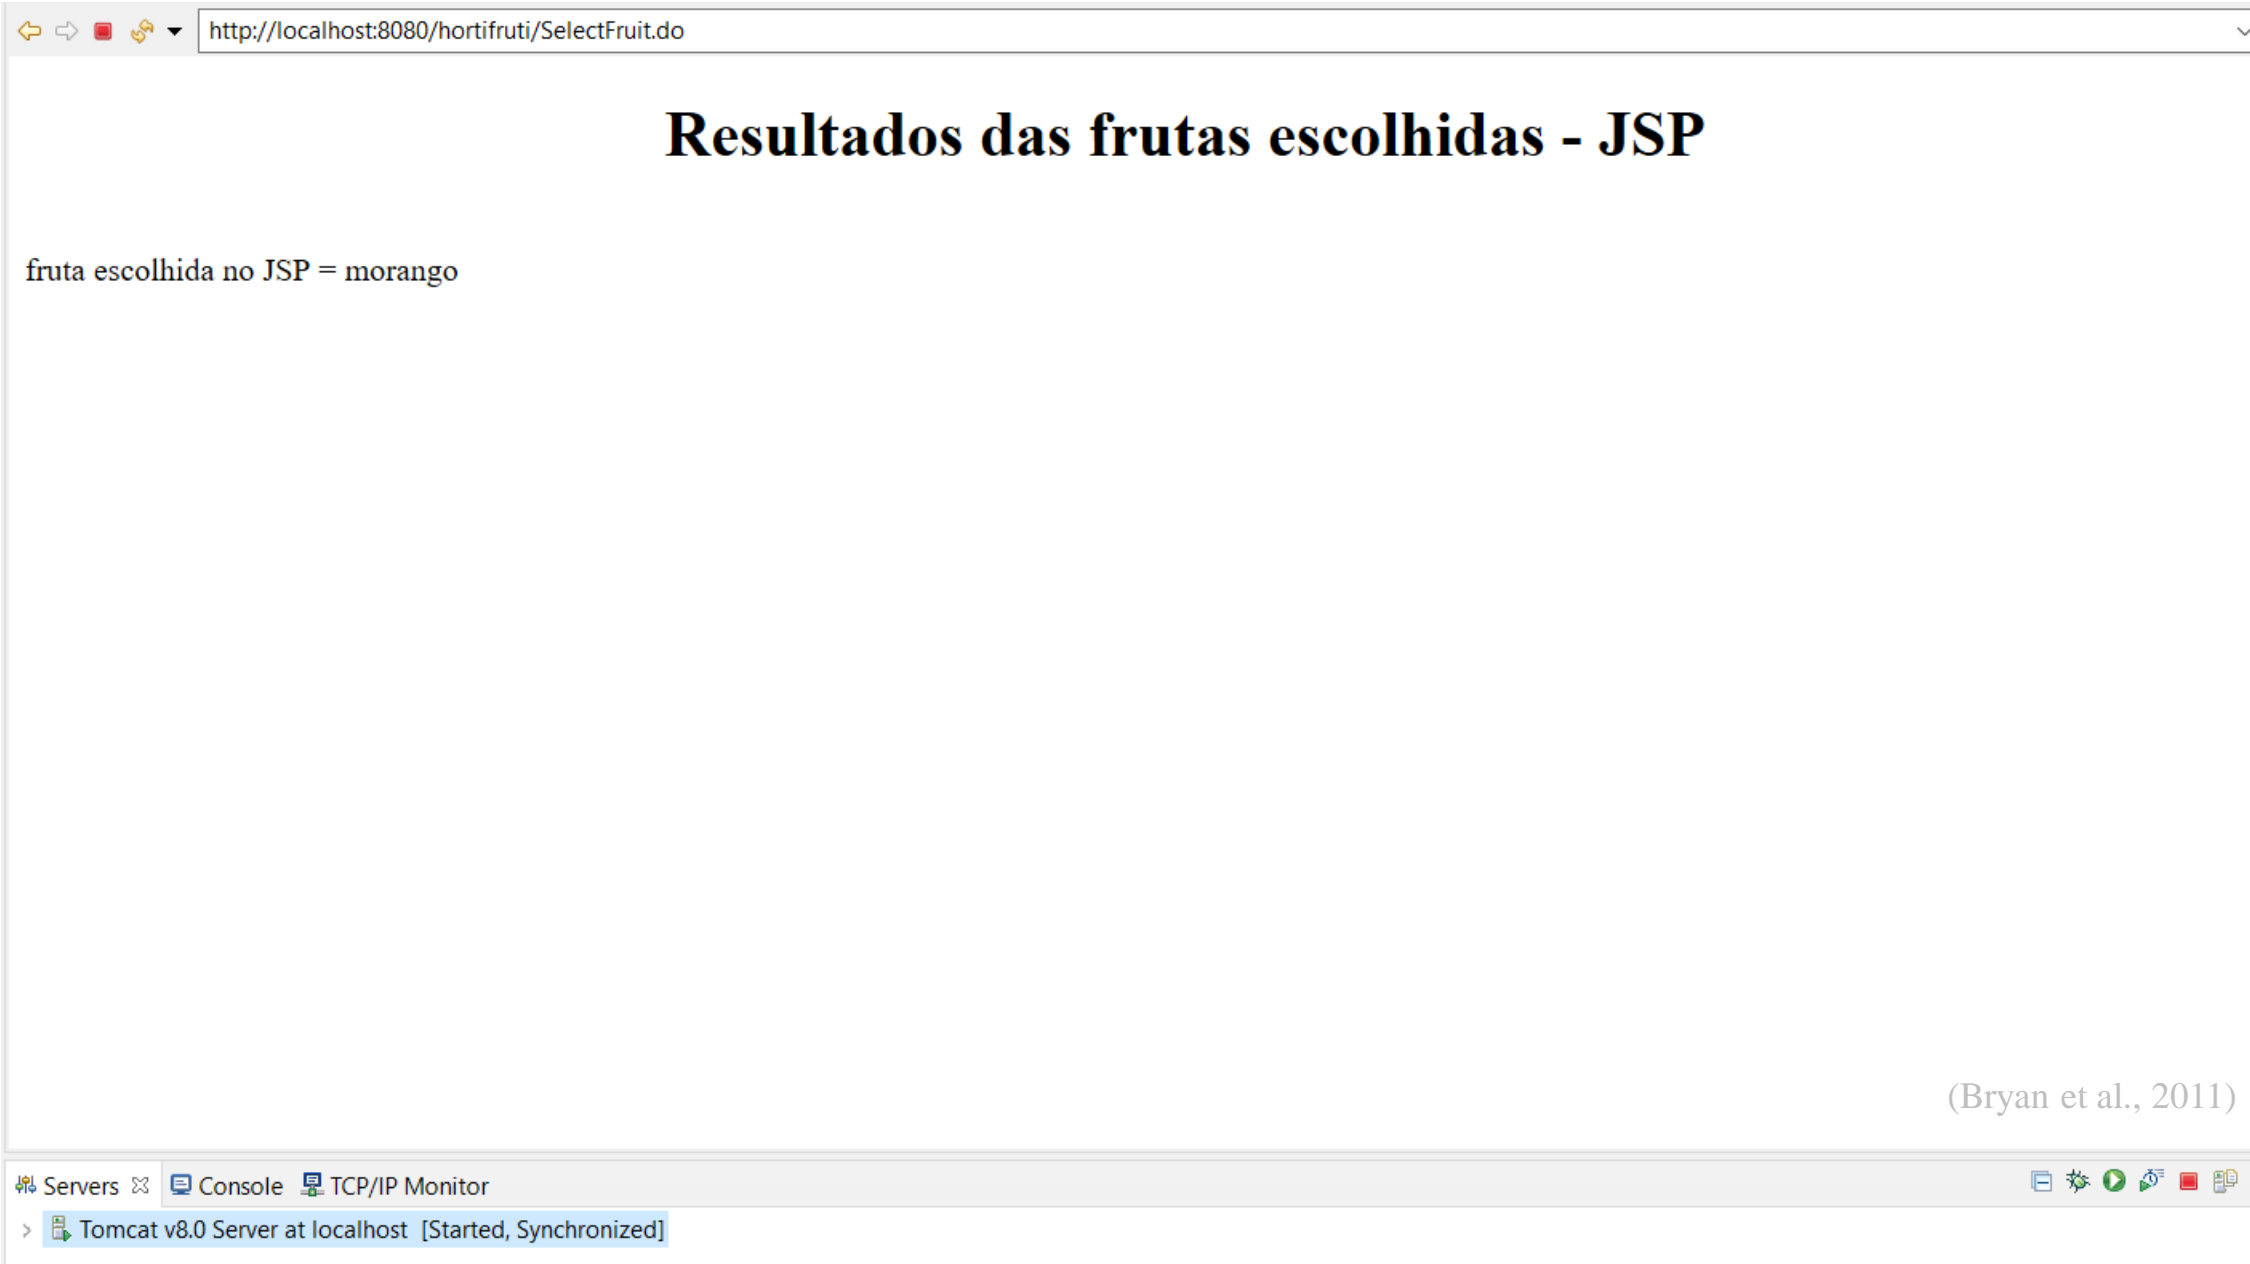 http://localhost:8080/hortifruti/SelectFruit.do
Resultados das frutas escolhidas - JSP
fruta escolhida no JSP = morango
(Bryan et al., 2011)
Servers Console TCP/IP Monitor
Tomcat v8.0 Server at localhost [Started, Synchronized]